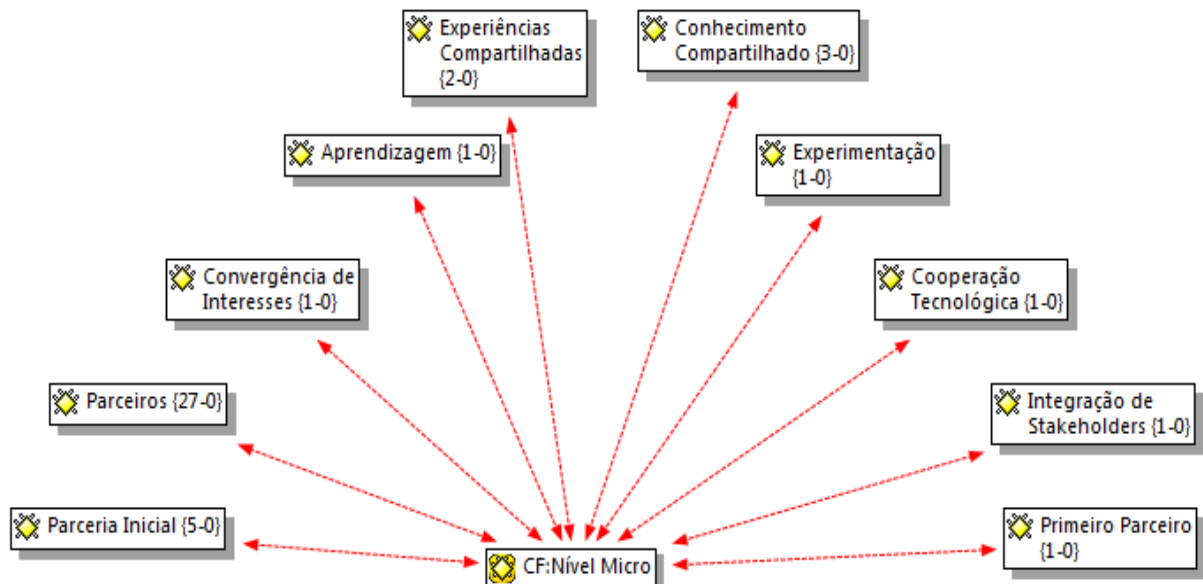 Experiências
Compartilhadas
{2-0}
Conhecimento
Compartilhado {3-0}
Aprendizagem {1-0}
Experimentação
{1-0}
Convergência de
Interesses {1-0}
Cooperação
Tecnológica {1-0}
Parceiros {27-0}
Integração de
Stakeholders {1-0}
Parceria Inicial {5-0}
Primeiro Parceiro
{1-0}
CF:Nível Micro